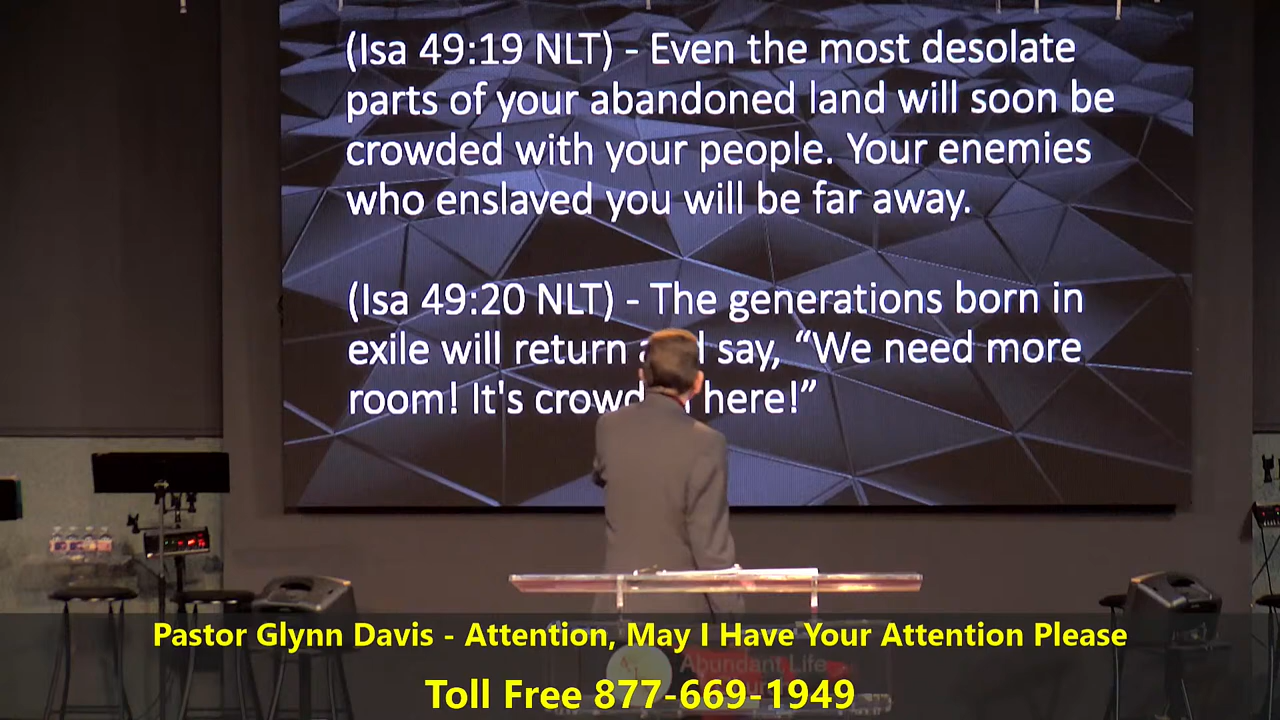 (Isa 49:19 NLT) - Even the most desolate
parts of your abandoned land will soon be
crowded with your people. Your enemies
who enslaved you will be far away.
(Isa 49:20 NLT) - The generations born in
exile will return say, “We need more
room! It's here!”
Pastor Glynn Davis - Attention, May I Have Your Attention Please
Abundant Life
Toll Free 877-669-1949